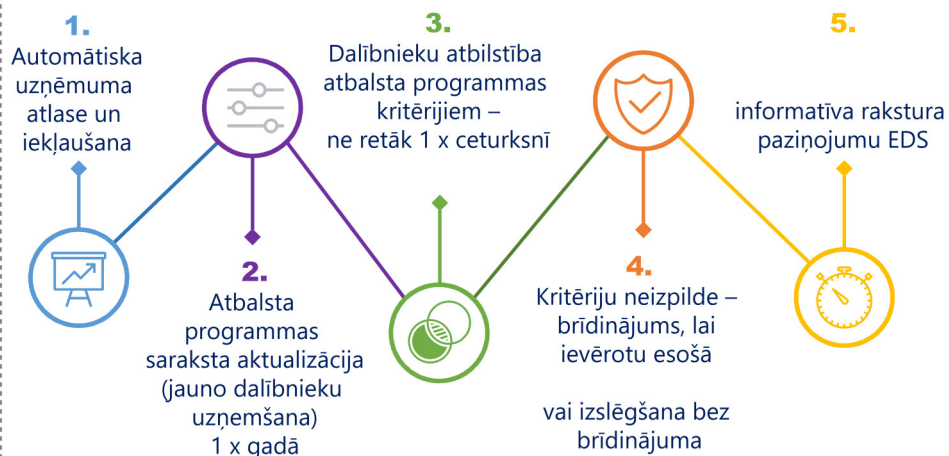 1.
Automātiska
uzņēmuma
atlase un
iekļaušana
2.
Atbalsta
programmas
saraksta aktualizācija
(jauno dalībnieku
uzņemšana)
1 x gadā
3.
Dalībnieku atbilstība
atbalsta programmas
kritērijiem –
ne retāk 1 x ceturksnī
4.
Kritēriju neizpilde –
brīdinājums, lai
ievērotu esošā
vai izslēgšana bez
brīdinājuma
5.
informatīva rakstura
paziņojumu EDS